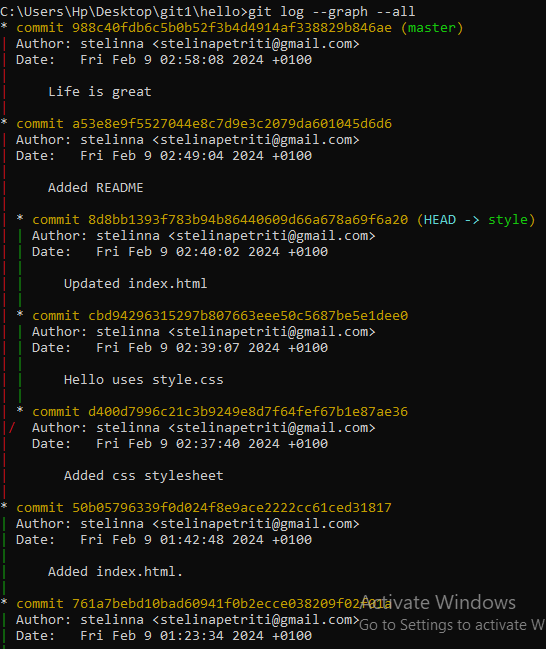 C:\Users\Hp\Desktop\git1\hello>git log --graph --all
* commit 988c40fdb6c5b0b52f3b4d4914af338829b846ae (master)
| Author: stelinna <stelinapetriti@gmail.com>
| Date:   Fri Feb 9 02:58:08 2024 +0100
|
|     Life is great
|
* commit a53e8e9f5527044e8c7d9e3c2079da601045d6d6
| Author: stelinna <stelinapetriti@gmail.com>
| Date:   Fri Feb 9 02:49:04 2024 +0100
|
|     Added README
|
| * commit 8d8bb1393f783b94b86440609d66a678a69f6a20 (HEAD -> style)
| | Author: stelinna <stelinapetriti@gmail.com>
| | Date:   Fri Feb 9 02:40:02 2024 +0100
| |
| |     Updated index.html
| |
| * commit cbd94296315297b807663eee50c5687be5e1dee0
| | Author: stelinna <stelinapetriti@gmail.com>
| | Date:   Fri Feb 9 02:39:07 2024 +0100
| |
| |     Hello uses style.css
| |
| * commit d400d7996c21c3b9249e8d7f64fef67b1e87ae36
|/  Author: stelinna <stelinapetriti@gmail.com>
|   Date:   Fri Feb 9 02:37:40 2024 +0100
|
|       Added css stylesheet
|
* commit 50b05796339f0d024f8e9ace2222cc61ced31817
| Author: stelinna <stelinapetriti@gmail.com>
| Date:   Fri Feb 9 01:42:48 2024 +0100
|
|     Added index.html.
|
* commit 761a7bebd10bad60941f0b2ecce038209f02f01a
| Author: stelinna <stelinapetriti@gmail.com>
| Date:   Fri Feb 9 01:23:34 2024 +0100
Activate Windows
Go to Settings to activate W